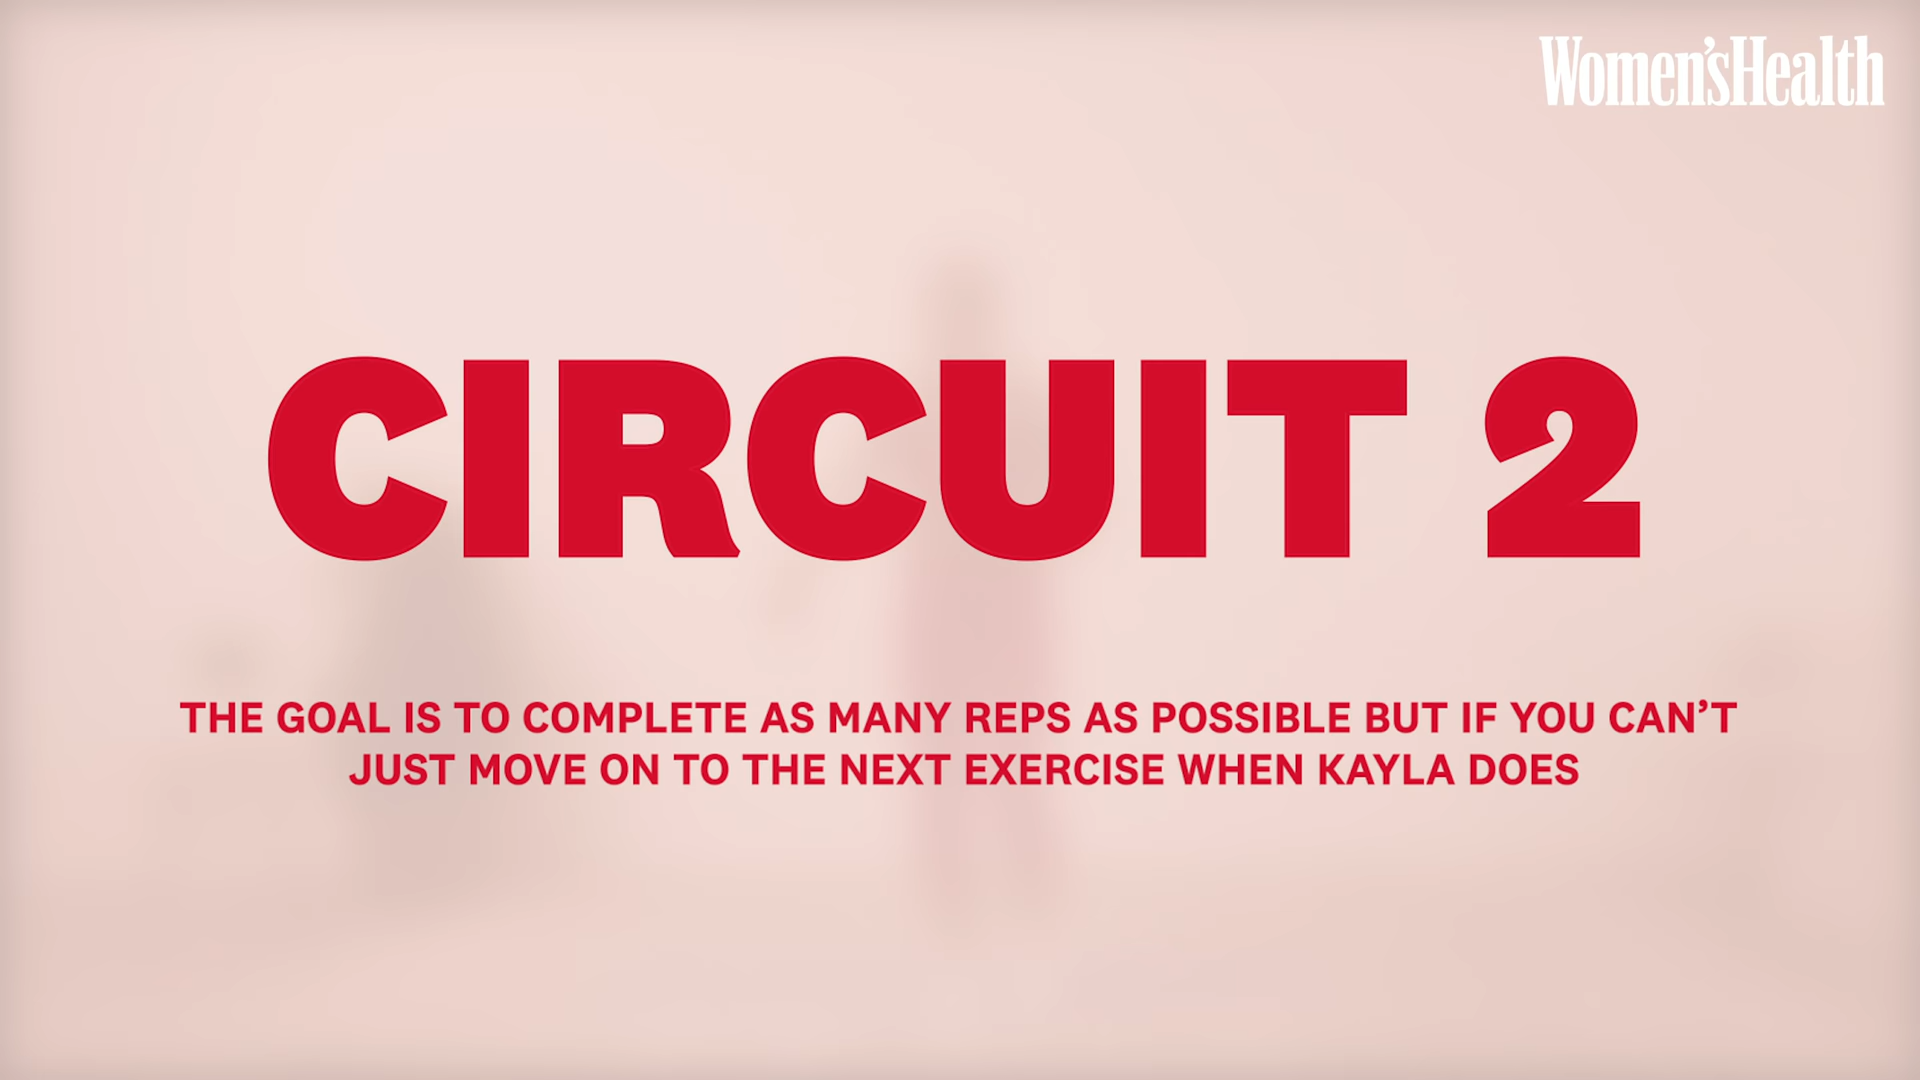 Women'sHealth
CIRCUIT 2
THE GOAL IS TO COMPLETE AS MANY REPS AS POSSIBLE BUT IF YOU CAN’T
JUST MOVE ON TO THE NEXT EXERCISE WHEN KAYLA DOES